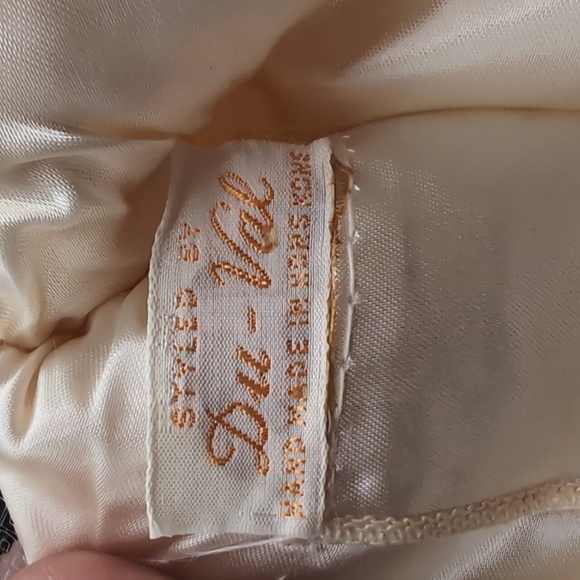 STYLED BY
Du-Val
HAND MADE IN HONG KONG